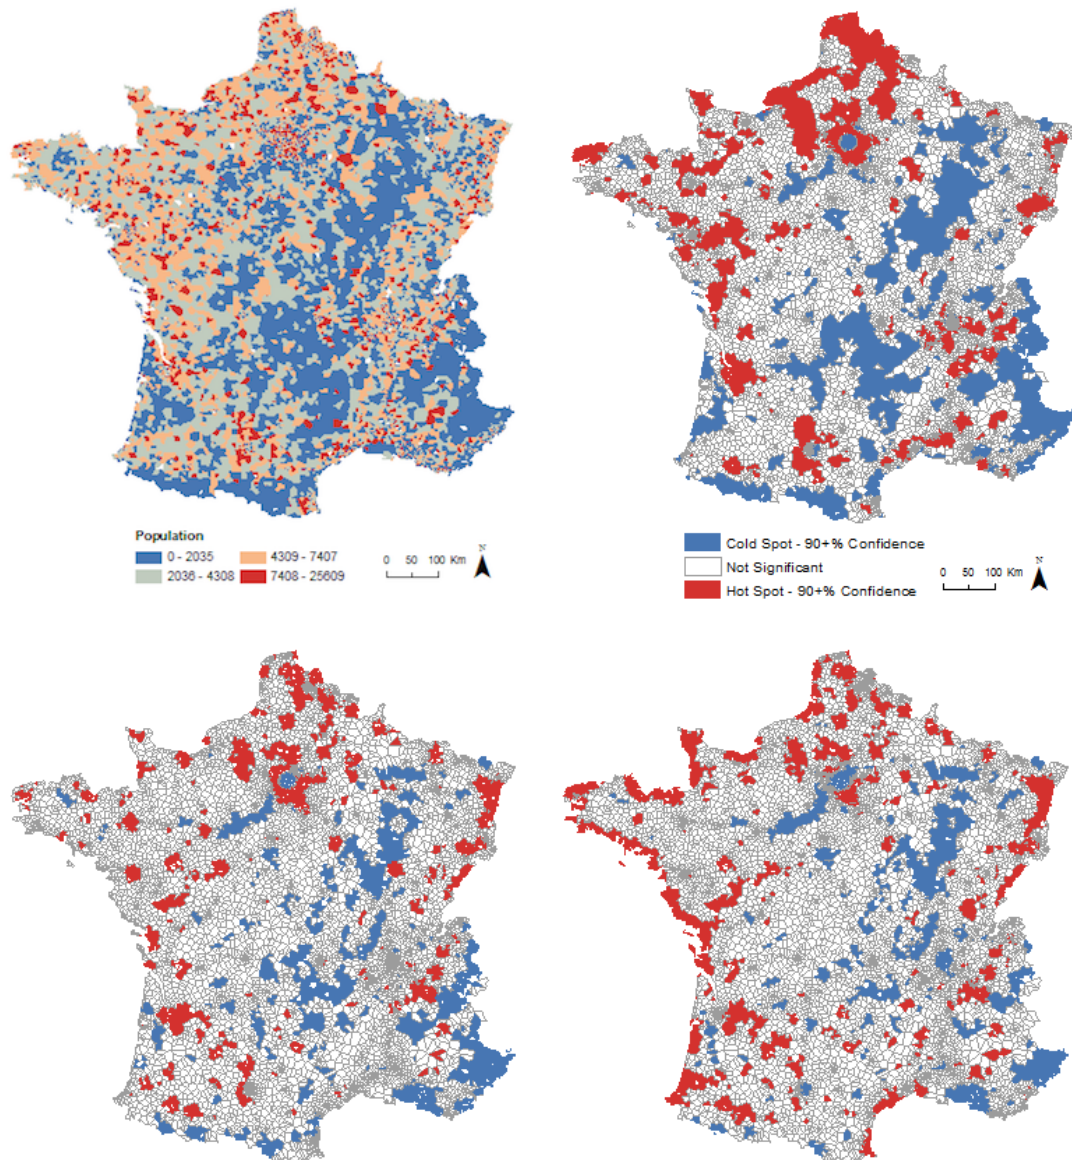 Population
0 - 2035
4309 - 7407
2036 - 4308
7408 - 25609
0 50 100 Km
N
Cold Spot - 90+% Confidence
Not Significant
Hot Spot - 90+% Confidence
0 50 100 Km
N